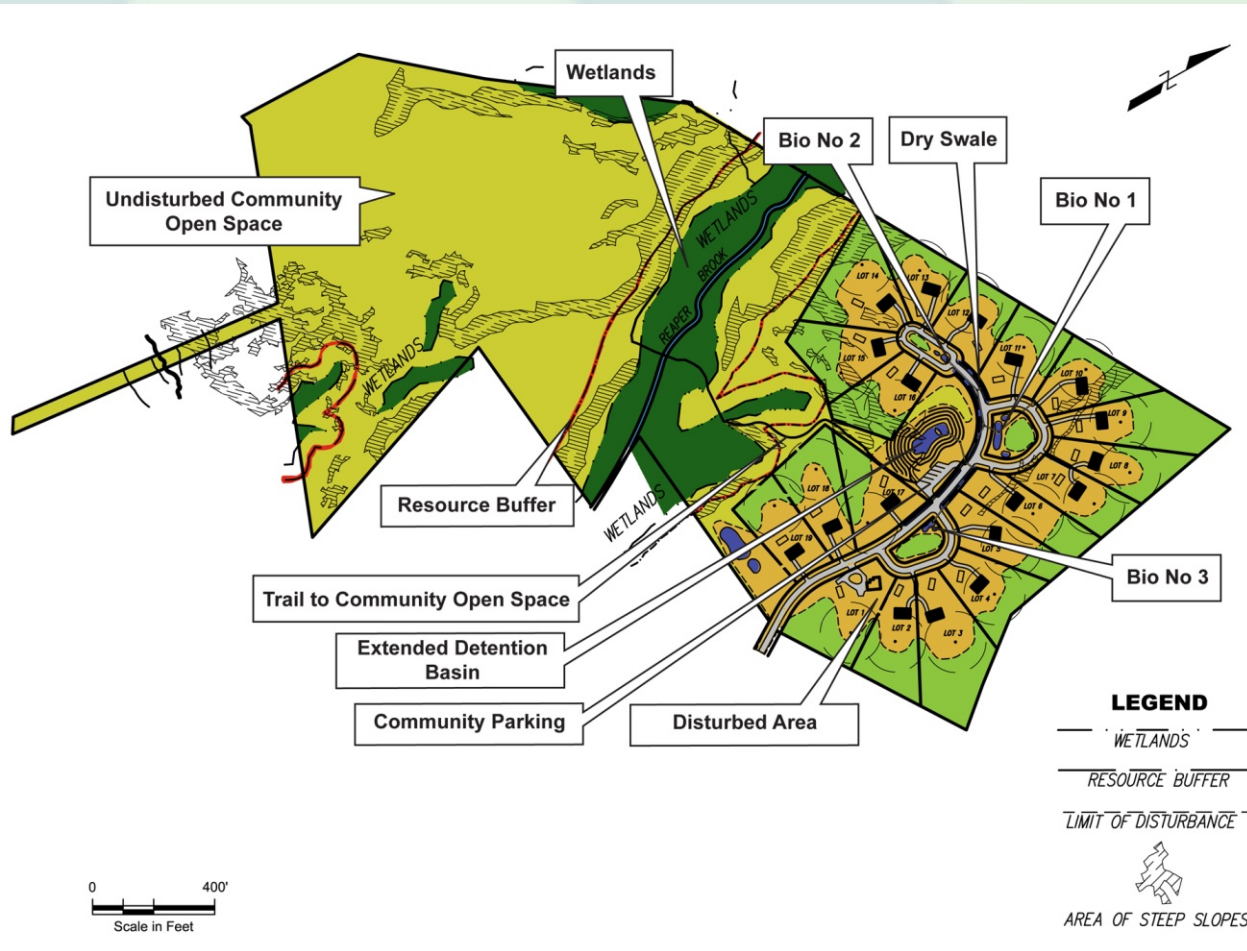 Wetlands
Bio No 2
Dry Swale
Bio No 1
Undisturbed Community
Open Space
N
WETLANDS
REAPER BROOK
WETLANDS
WETLANDS
LOT 14
LOT 13
LOT 12
LOT 11
LOT 10
LOT 9
LOT 8
LOT 7
LOT 6
LOT 5
LOT 4
LOT 3
LOT 2
LOT 1
LOT 15
LOT 16
LOT 17
LOT 18
LOT 19
Resource Buffer
Bio No 3
Trail to Community Open Space
Extended Detention
Basin
Community Parking
Disturbed Area
LEGEND
WETLANDS
RESOURCE BUFFER
LIMIT OF DISTURBANCE
AREA OF STEEP SLOPES
0 400'
Scale in Feet